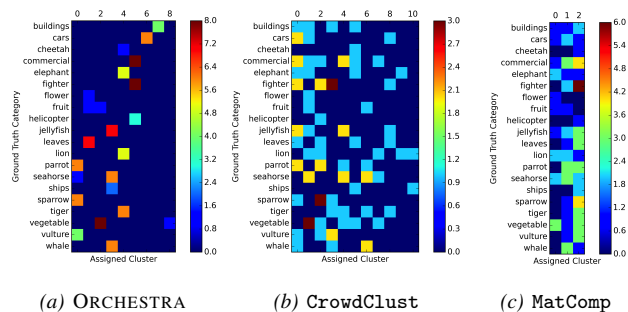 0 2 4 6 8
buildings
cars
cheetah
commercial
elephant
fighter
flower
fruit
helicopter
jellyfish
leaves
lion
parrot
seahorse
ships
sparrow
tiger
vegetable
vulture
whale
Ground Truth Category
Assigned Cluster
8.0
7.2
6.4
5.6
4.8
4.0
3.2
2.4
1.6
0.8
0.0
(a) ORCHESTRA
0 2 4 6 8 10
buildings
cars
cheetah
commercial
elephant
fighter
flower
fruit
helicopter
jellyfish
leaves
lion
parrot
seahorse
ships
sparrow
tiger
vegetable
vulture
whale
Ground Truth Category
Assigned Cluster
3.0
2.7
2.4
2.1
1.8
1.5
1.2
0.9
0.6
0.3
0.0
(b) CrowdClust
0 1 2
buildings
cars
cheetah
commercial
elephant
fighter
flower
fruit
helicopter
jellyfish
leaves
lion
parrot
seahorse
ships
sparrow
tiger
vegetable
vulture
whale
Ground Truth Category
Assigned Cluster
6.0
5.4
4.8
4.2
3.6
3.0
2.4
1.8
1.2
0.6
0.0
(c) MatComp